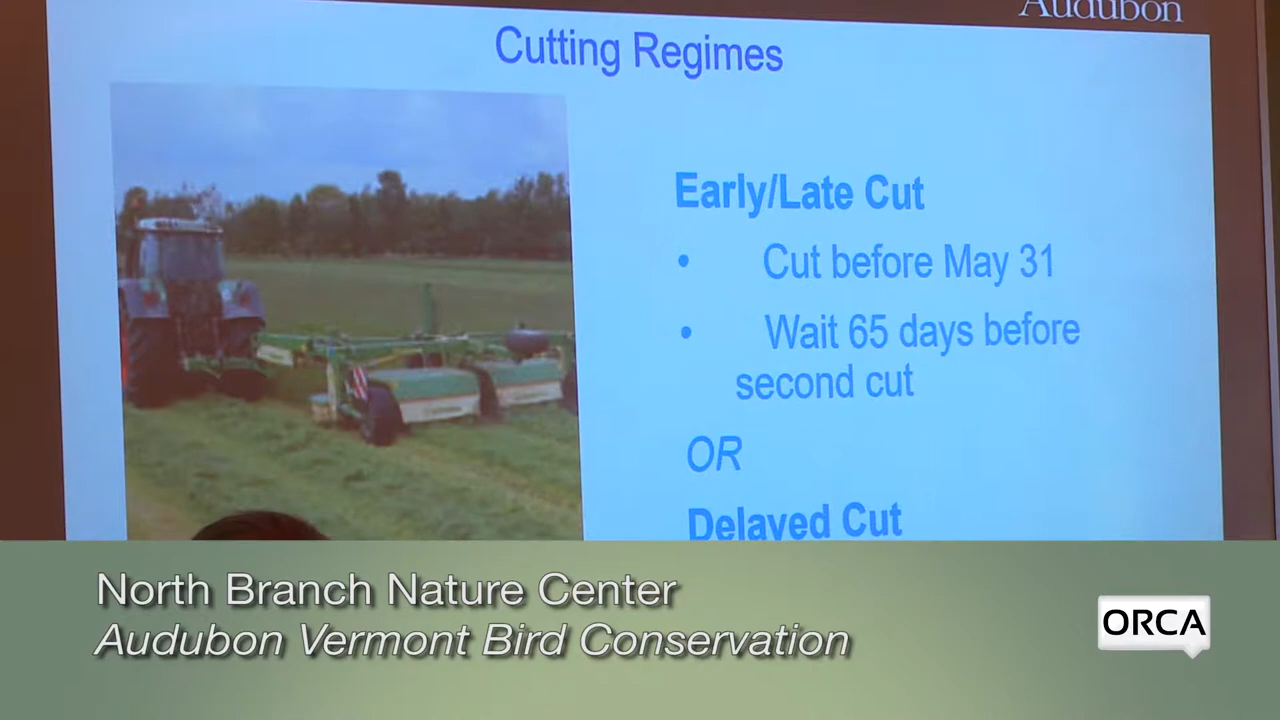 Audubon
Cutting Regimes
Early/Late Cut
• Cut before May 31
• Wait 65 days before
second cut
OR
Delayed Cut
North Branch Nature Center
Audubon Vermont Bird Conservation
ORCA